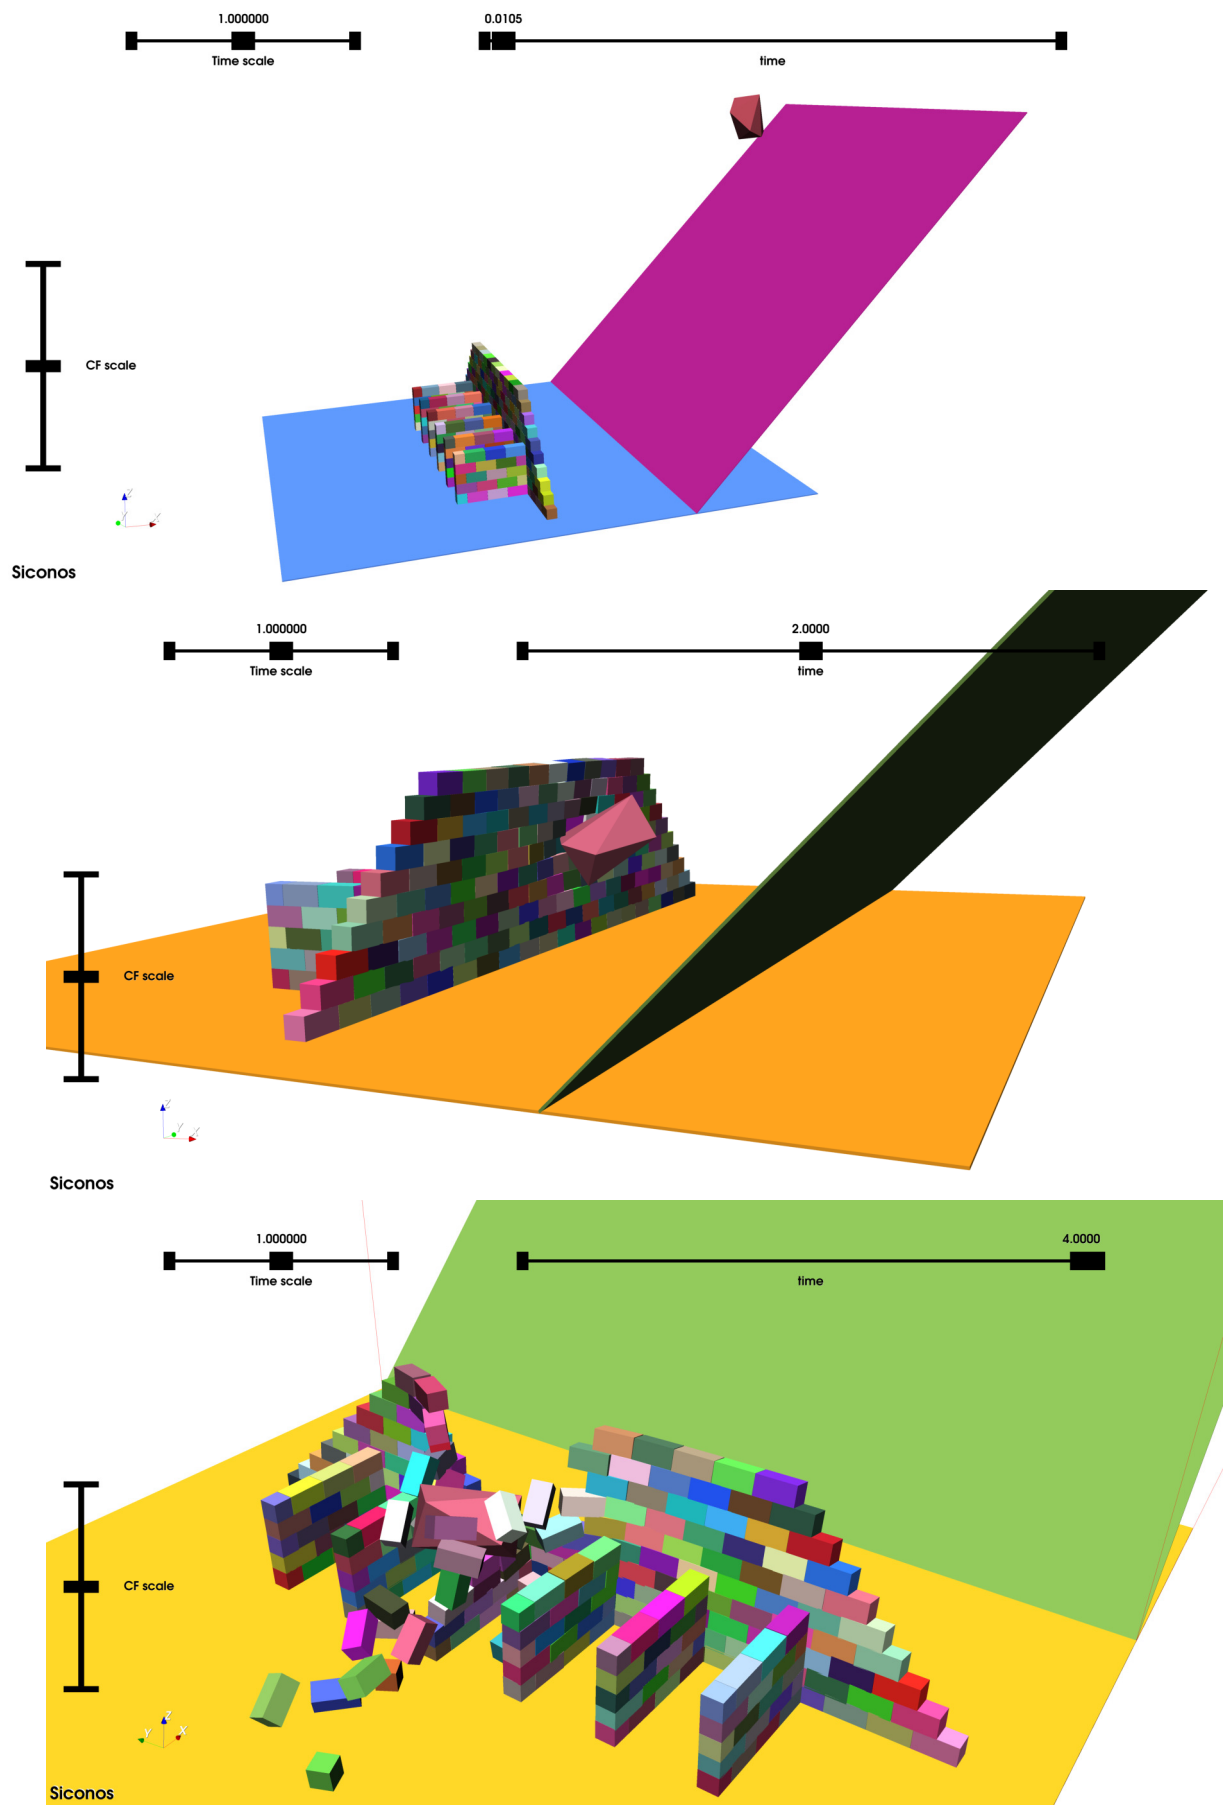 1.000000
0.0105
Time scale
time
CF scale
Z
Y
X
Siconos
1.000000
2.0000
Time scale
time
CF scale
Z
Y
X
Siconos
1.000000
4.0000
Time scale
time
CF scale
Z
Y
X
Siconos